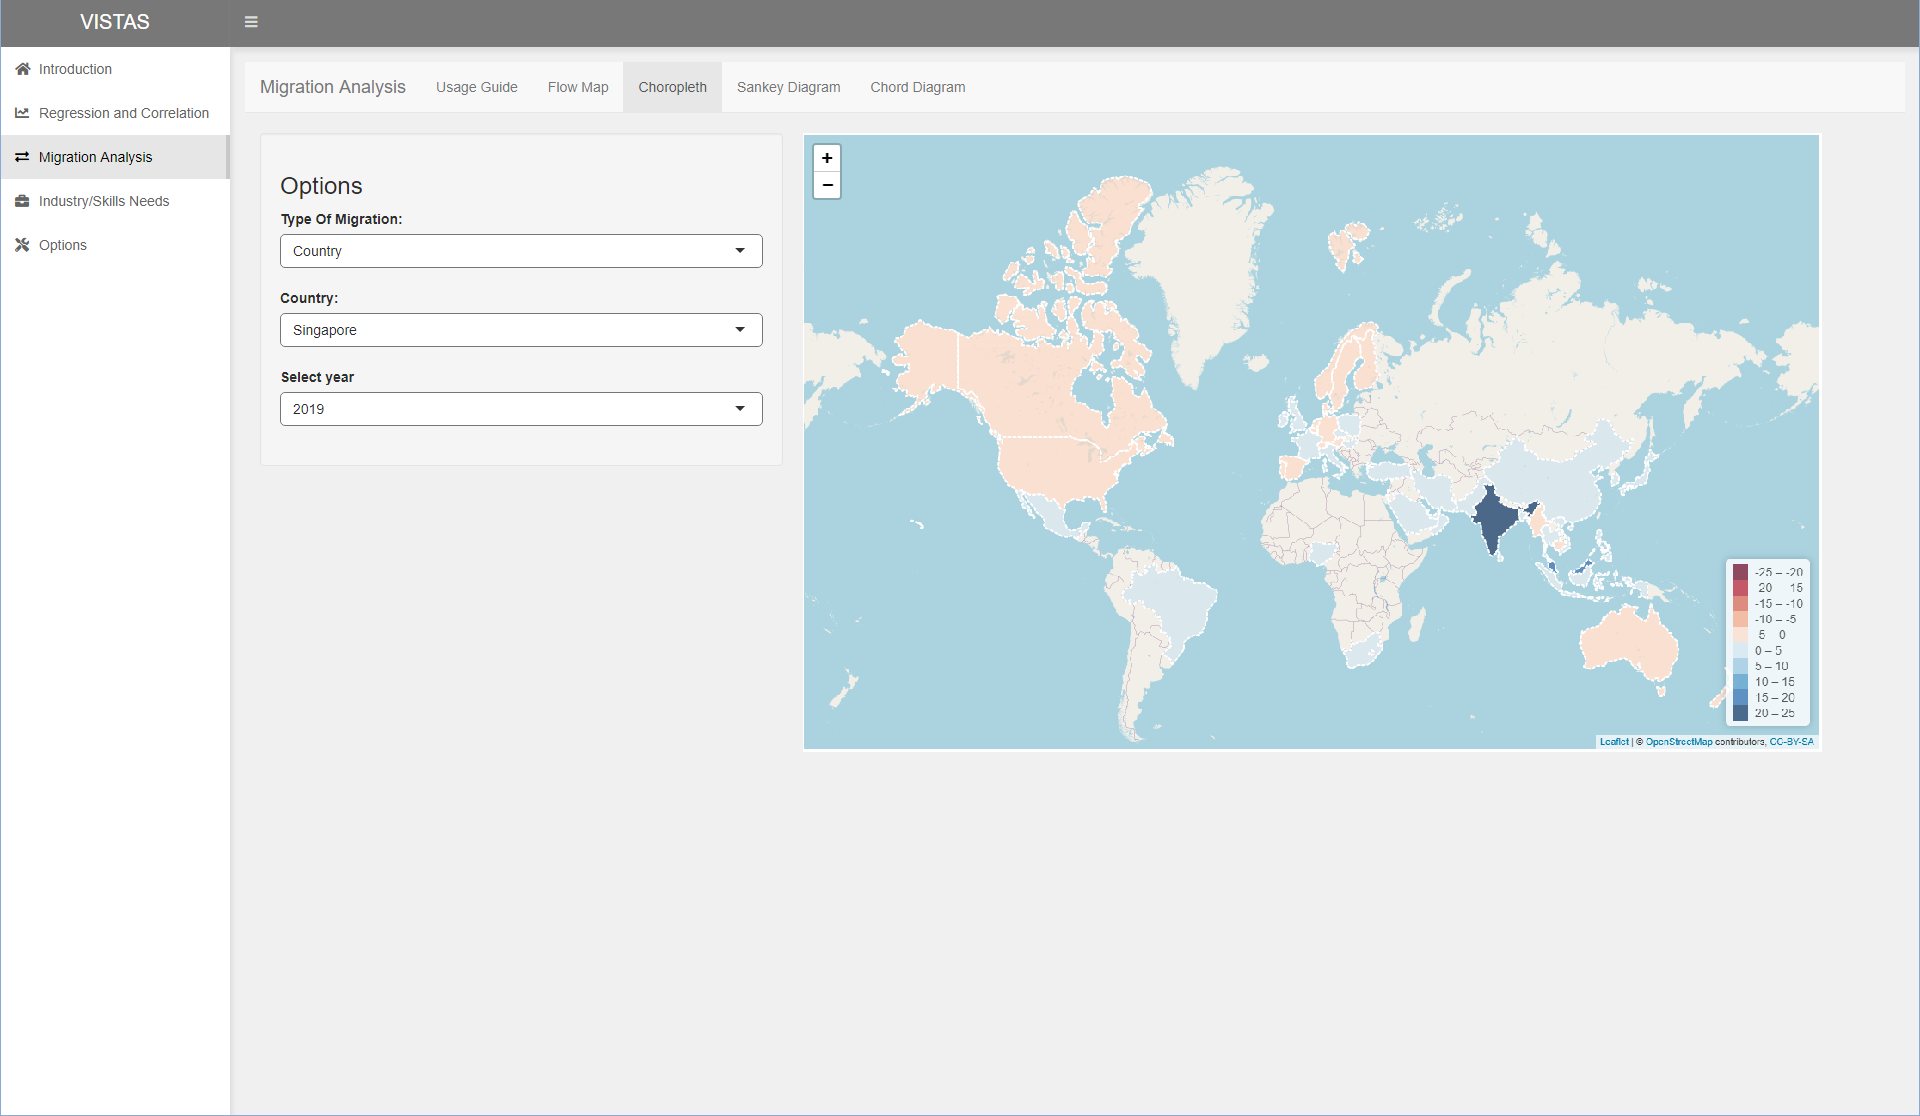 VISTAS
Introduction
Regression and Correlation
Migration Analysis
Industry/Skills Needs
Options
Migration Analysis Usage Guide Flow Map Choropleth Sankey Diagram Chord Diagram
Options
Type Of Migration:
Country
Country:
Singapore
Select year
2019
+
−
-25 – -20
20 15
-15 – -10
-10 – -5
5 0
0 – 5
5 – 10
10 – 15
15 – 20
20 – 25
Leaflet | © OpenStreetMap contributors, CC-BY-SA